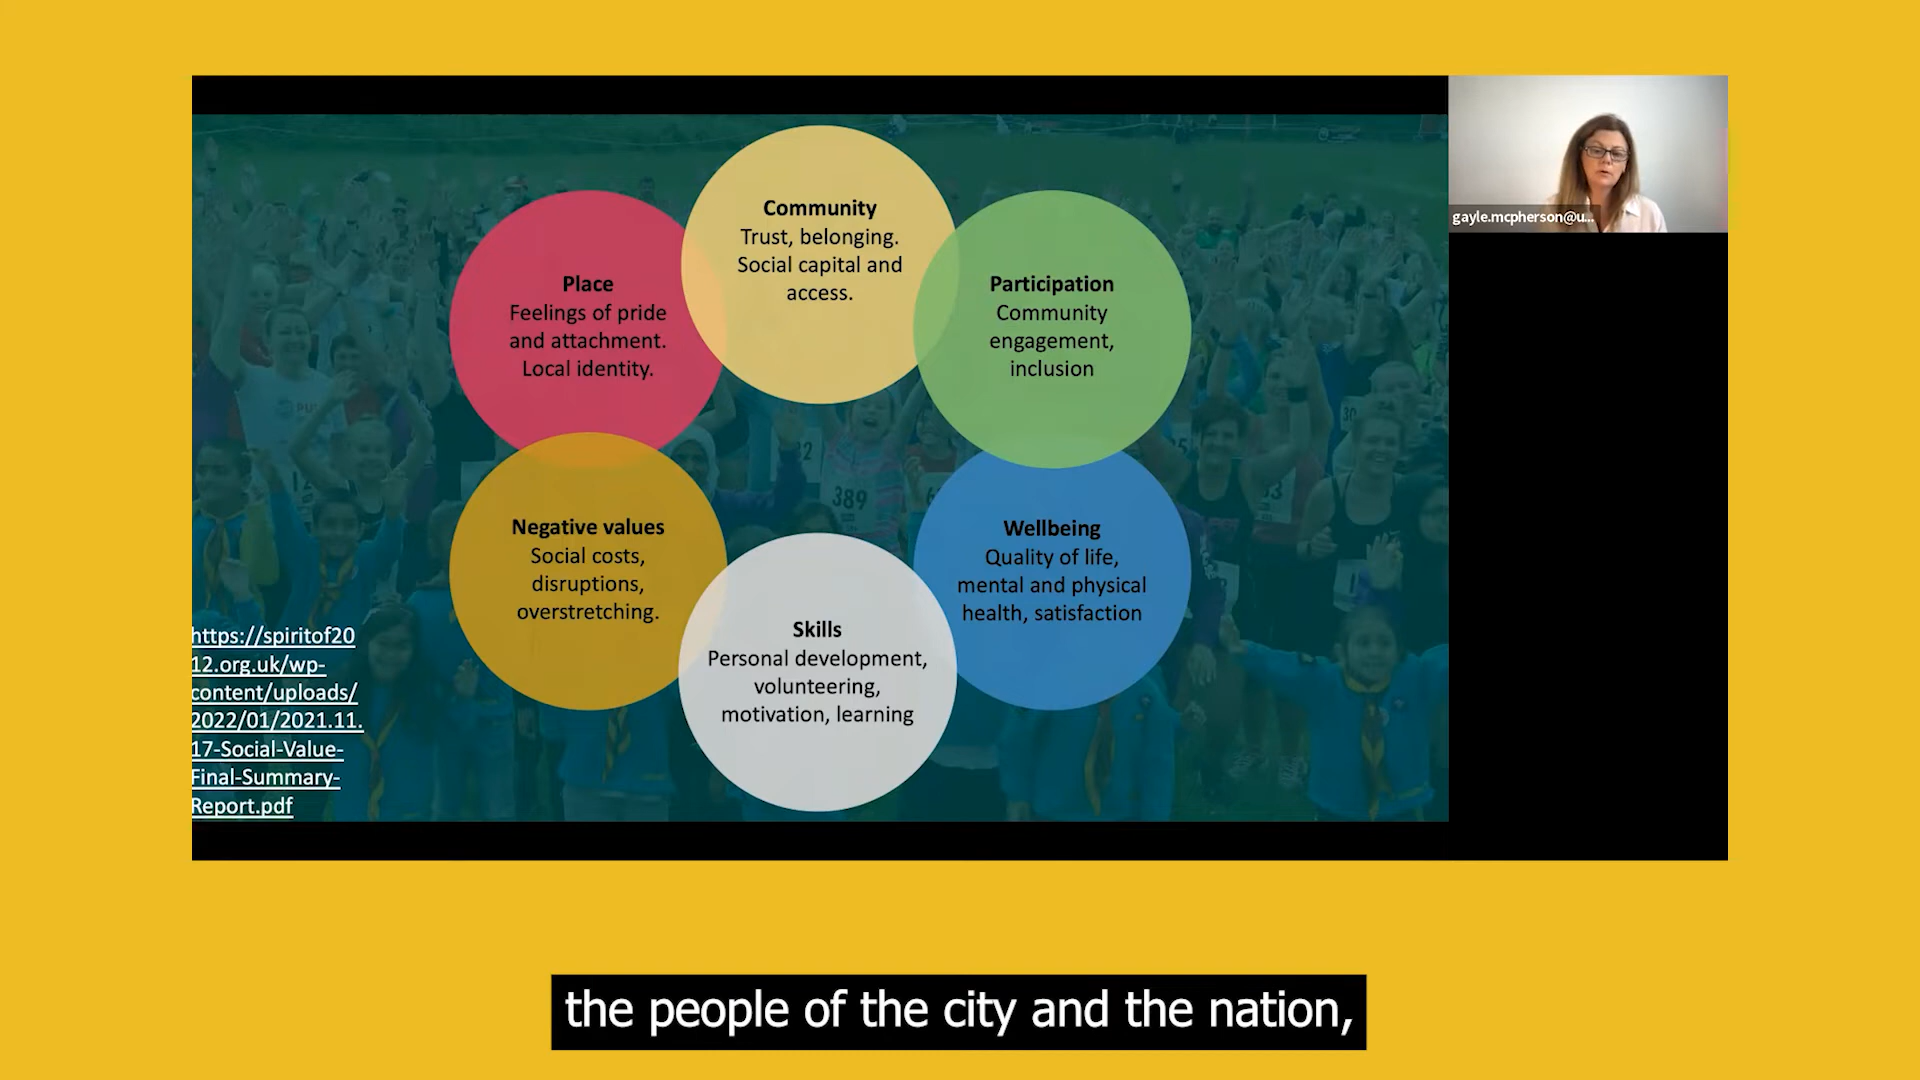 Community
Trust, belonging.
Social capital and
access.
Place
Feelings of pride
and attachment.
Local identity.
Participation
Community
engagement,
inclusion
Negative values
Social costs,
disruptions,
overstretching.
Wellbeing
Quality of life,
mental and physical
health, satisfaction
Skills
Personal development,
volunteering,
motivation, learning
https://spiritof20
12.org.uk/wp-
content/uploads/
2022/01/2021.11.
17-Social-Value-
Final-Summary-
Report.pdf
389
gayle.mcpherson@u...
the people of the city and the nation,